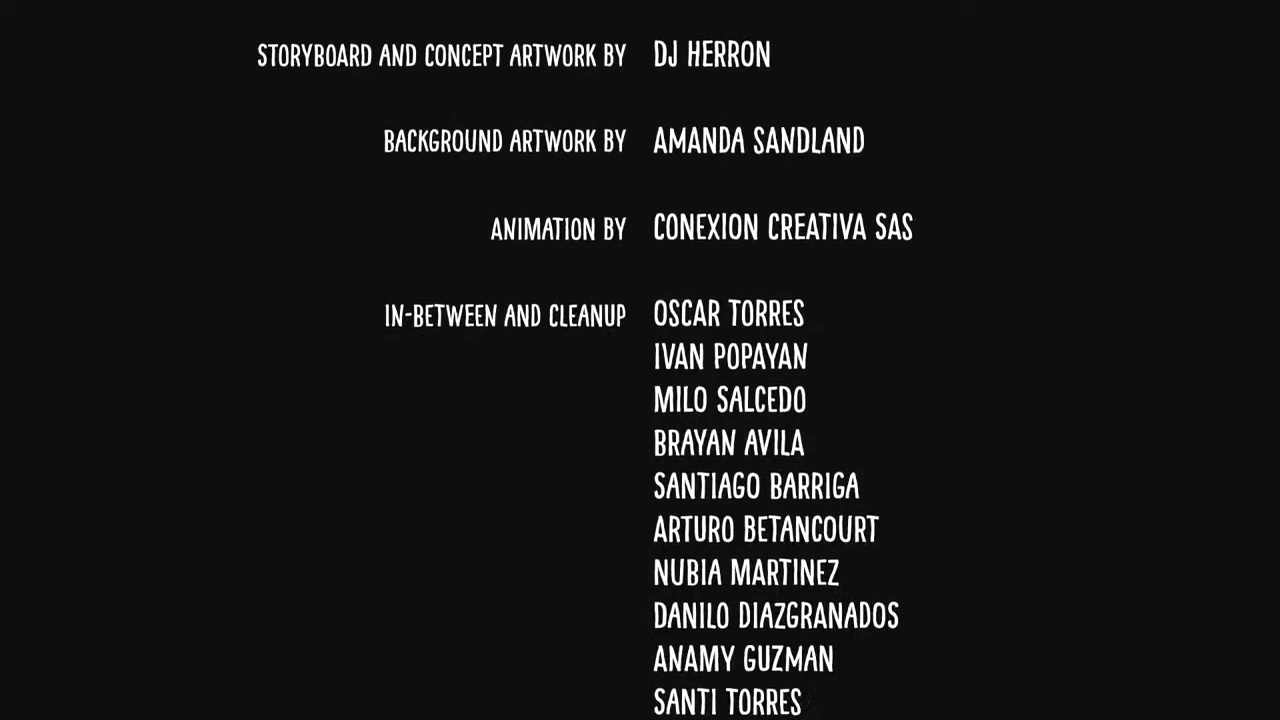 STORYBOARD AND CONCEPT ARTWORK BY DJ HERRON
BACKGROUND ARTWORK BY AMANDA SANDLAND
ANIMATION BY CONEXION CREATIVA SAS
IN-BETWEEN AND CLEANUP OSCAR TORRES
IVAN POPAYAN
MILO SALCEDO
BRAYAN AVILA
SANTIAGO BARRIGA
ARTURO BETANCOURT
NUBIA MARTINEZ
DANILO DIAZGRANADOS
ANAMY GUZMAN
SANTI TORRES